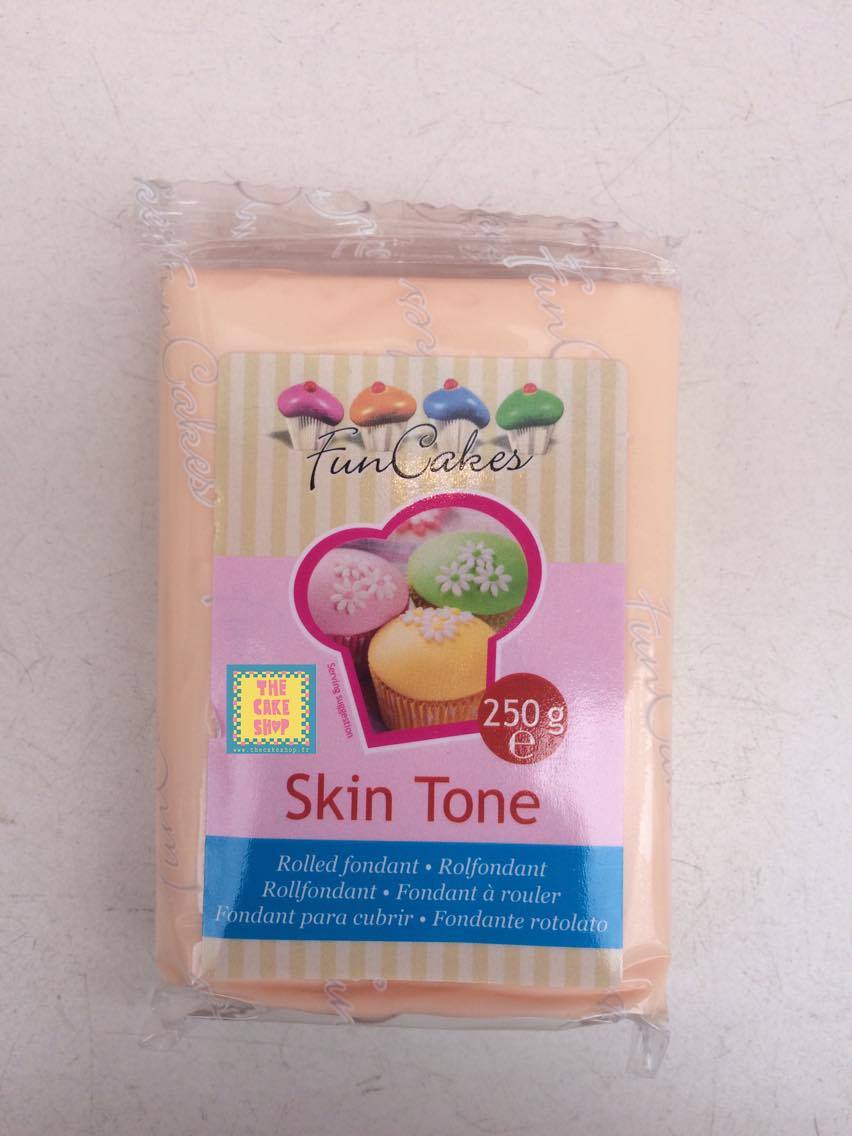 FunCakes
Serving suggestion
THE
CAKE
SHOP
www.thecakeshop.fr
250 g
e
Skin Tone
Rolled fondant • Rolfondant
Rollfondant • Fondant à rouler
Fondant para cubrir • Fondante rotolato
FunCakes